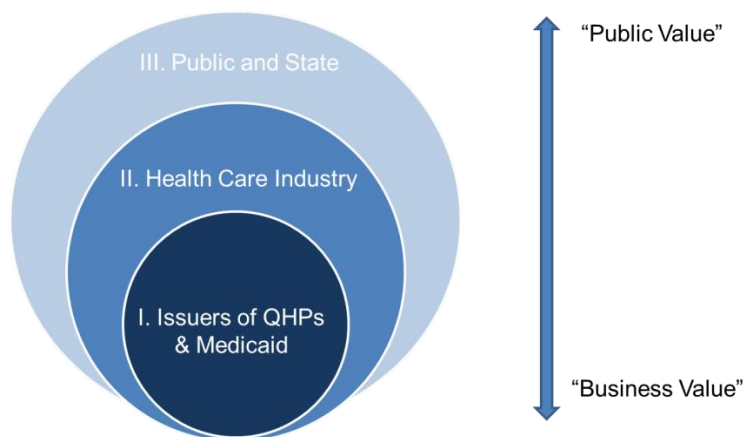 III. Public and State
II. Health Care Industry
I. Issuers of QHPs
& Medicaid
“Public Value”
“Business Value”